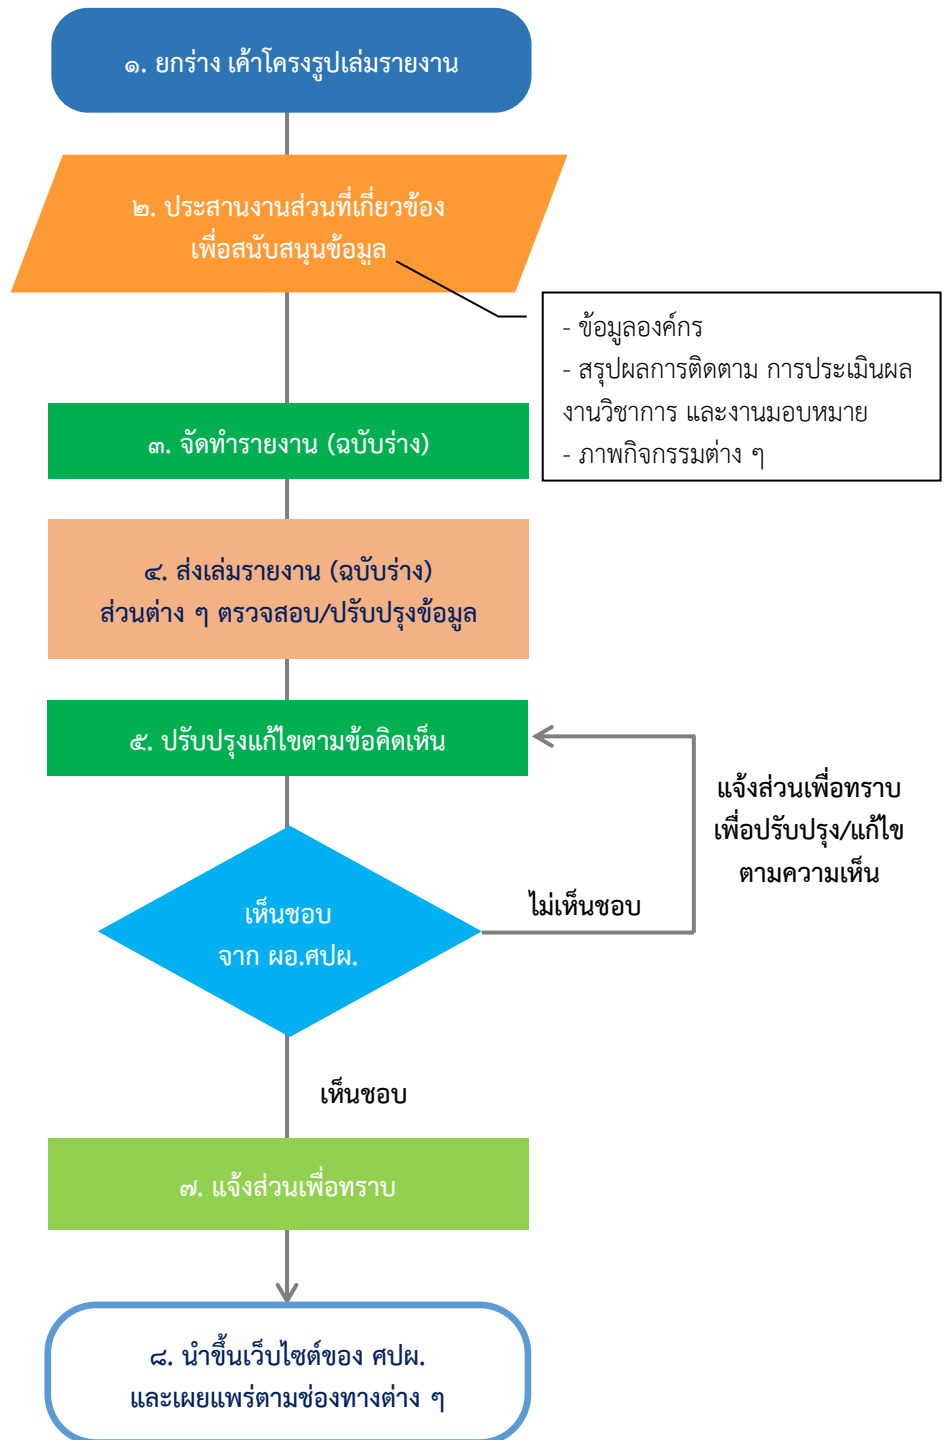 ๑. ยกร่าง เค้าโครงรูปเล่มรายงาน
๒. ประสานงานส่วนที่เกี่ยวข้อง
เพื่อสนับสนุนข้อมูล
- ข้อมูลองค์กร
- สรุปผลการติดตาม การประเมินผล
งานวิชาการ และงานมอบหมาย
- ภาพกิจกรรมต่าง ๆ
๓. จัดทำรายงาน (ฉบับร่าง)
๔. ส่งเล่มรายงาน (ฉบับร่าง)
ส่วนต่าง ๆ ตรวจสอบ/ปรับปรุงข้อมูล
๕. ปรับปรุงแก้ไขตามข้อคิดเห็น
แจ้งส่วนเพื่อทราบ
เพื่อปรับปรุง/แก้ไข
ตามความเห็น
ไม่เห็นชอบ
เห็นชอบ
จาก ผอ.ศปผ.
เห็นชอบ
๗. แจ้งส่วนเพื่อทราบ
๘. นำขึ้นเว็บไซต์ของ ศปผ.
และเผยแพร่ตามช่องทางต่าง ๆ